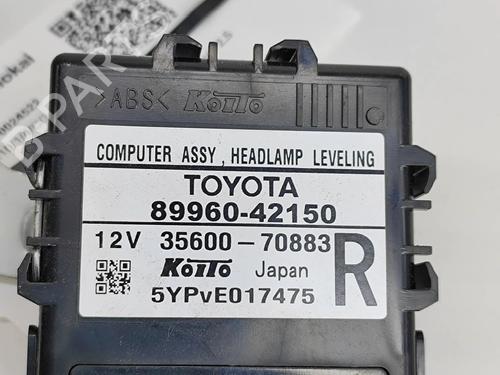 >ABS< KOITO
COMPUTER ASSY, HEADLAMP LEVELING
TOYOTA
89960-42150
12V 35600-70883
R
KOITO Japan
5YPvE017475